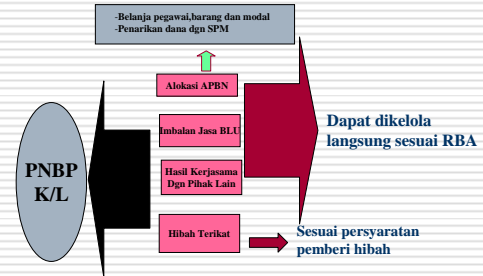 -Belanja pegawai,barang dan modal
-Penarikan dana dgn SPM
Alokasi APBN
Imbalan Jasa BLU
Hasil Kerjasama
Dgn Pihak Lain
Hibah Terikat
PNBP
K/L
Dapat dikelola
langsung sesuai RBA
Sesuai persyaratan
pemberi hibah